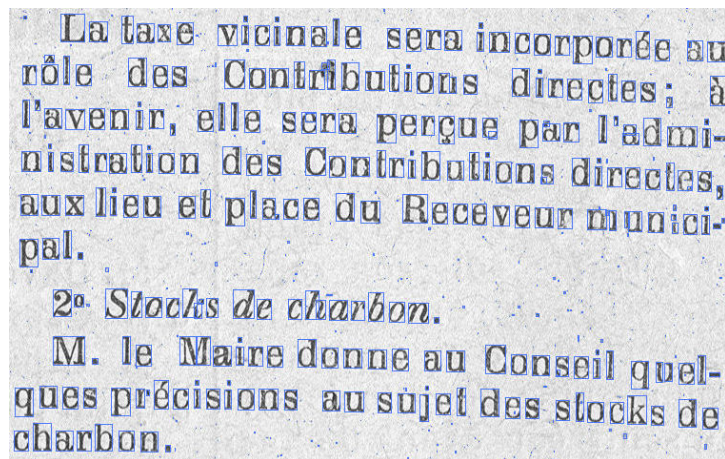 La taxe vicinale sera incorporée au
rôle des Contributions directes; à
l'avenir, elle sera perçue par l'admi-
nistration des Contributions directes,
aux lieu et place du Receveur munici-
pal.
2º Stocks de charbon.
M. le Maire donne au Conseil quel-
ques précisions au sujet des stocks de
charbon.